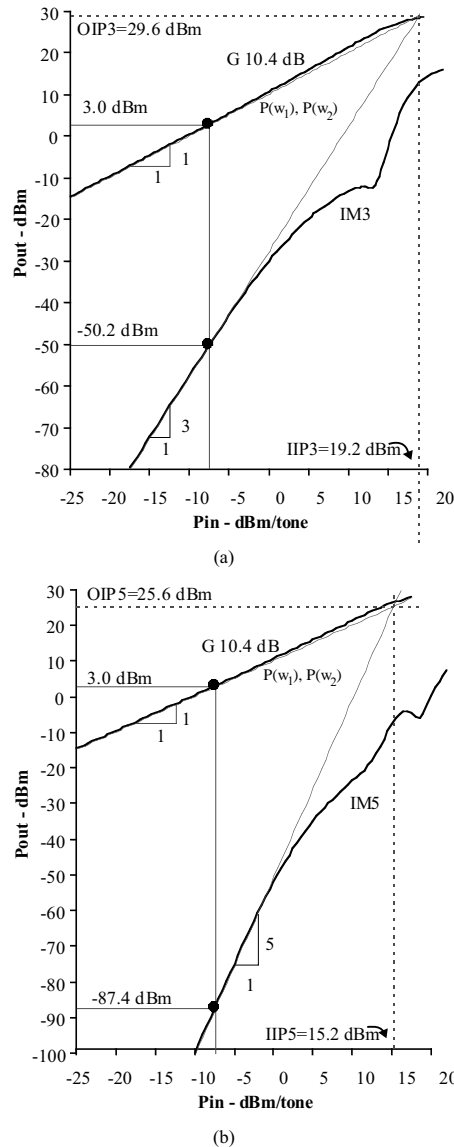 30
OIP3=29.6 dBm
20
G 10.4 dB
10
3.0 dBm
P(w1), P(w2)
0
1
1
-10
IM3
-20
-30
Pout - dBm
-40
-50.2 dBm
-50
-60
3
-70
1
IIP3=19.2 dBm
-80
-25 -20 -15 -10 -5 0 5 10 15 20
Pin - dBm/tone
(a)
30
OIP5=25.6 dBm
20
G 10.4 dB
10
3.0 dBm
P(w1), P(w2)
0
1
-10
1
-20
-30
IM5
-40
Pout - dBm
-50
-60
5
-70
-80
1
-87.4 dBm
-90
IIP5=15.2 dBm
-100
-25 -20 -15 -10 -5 0 5 10 15 20
Pin - dBm/tone
(b)